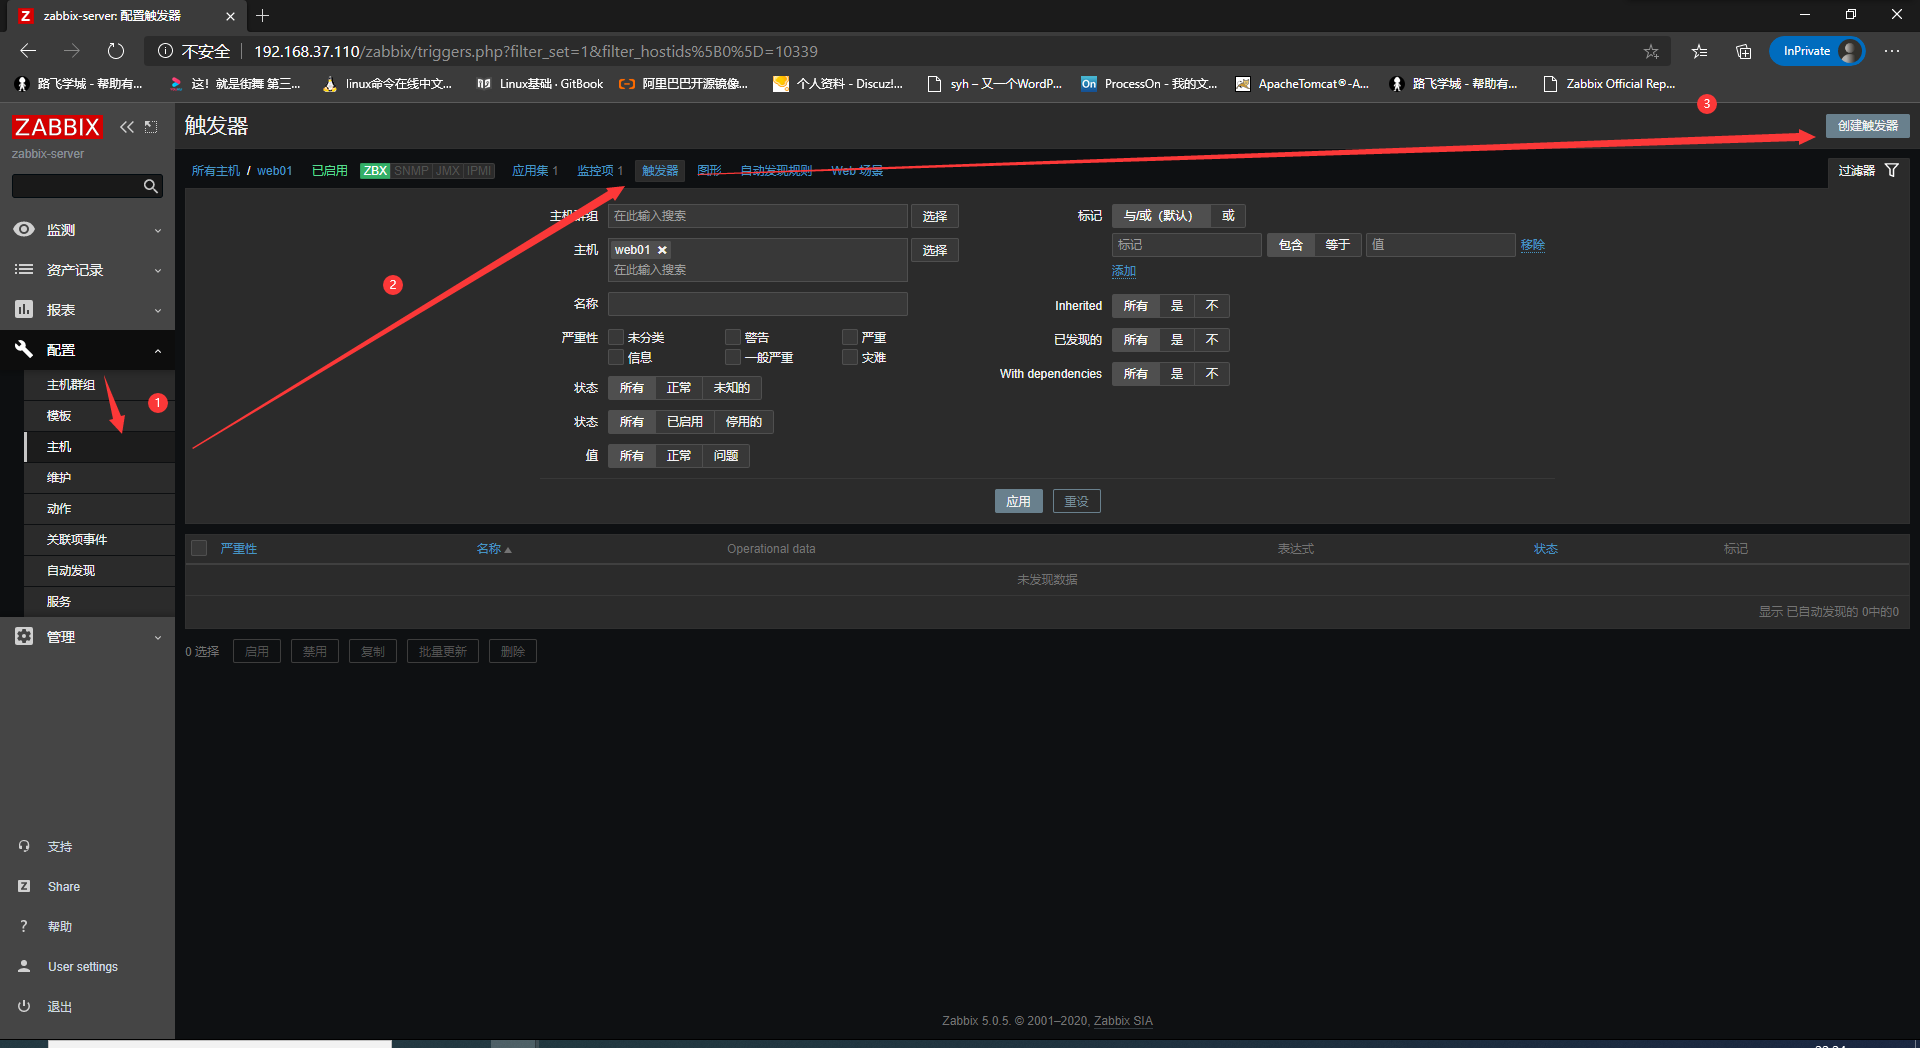 zabbix-server: 配置触发器
不安全 192.168.37.110/zabbix/triggers.php?filter_set=1&filter_hostids%5B0%5D=10339
InPrivate
路飞学城 - 帮助有... 这！就是街舞 第三... linux命令在线中文... Linux基础 · GitBook 阿里巴巴开源镜像... 个人资料 - Discuz!... syh – 又一个WordP... ProcessOn - 我的文... ApacheTomcat®-A... 路飞学城 - 帮助有... Zabbix Official Rep...
ZABBIX
zabbix-server
监测
资产记录
报表
配置
主机群组
模板
1
主机
维护
动作
关联项事件
自动发现
服务
管理
支持
Share
帮助
User settings
退出
触发器
3
创建触发器
所有主机 / web01 已启用 ZBX SNMP JMX IPMI 应用集 1 监控项 1 触发器 图形 自动发现规则 Web 场景
过滤器
2
主机群组 在此输入搜索 选择
主机 web01 选择
在此输入搜索
名称
严重性 未分类 警告 严重
信息 一般严重 灾难
状态 所有 正常 未知的
状态 所有 已启用 停用的
值 所有 正常 问题
标记 与/或（默认） 或
标记 包含 等于 值 移除
添加
Inherited 所有 是 不
已发现的 所有 是 不
With dependencies 所有 是 不
应用 重设
严重性 名称 Operational data 表达式 状态 标记
未发现数据
显示 已自动发现的 0中的0
0 选择 启用 禁用 复制 批量更新 删除
Zabbix 5.0.5. © 2001–2020, Zabbix SIA